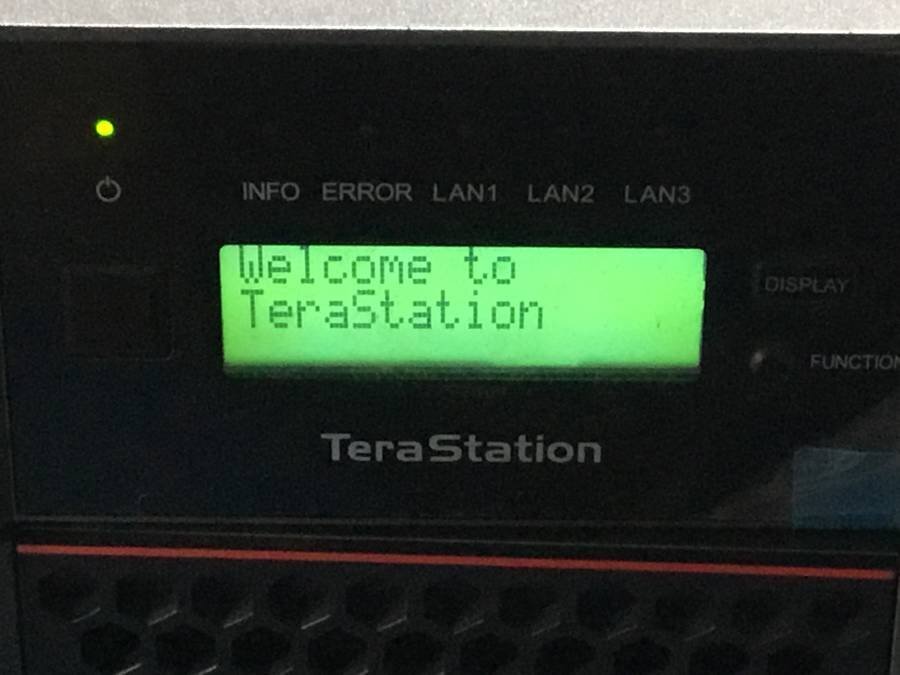 INFO ERROR LAN1 LAN2 LAN3
Welcome to
TeraStation
DISPLAY
FUNCTION
TeraStation